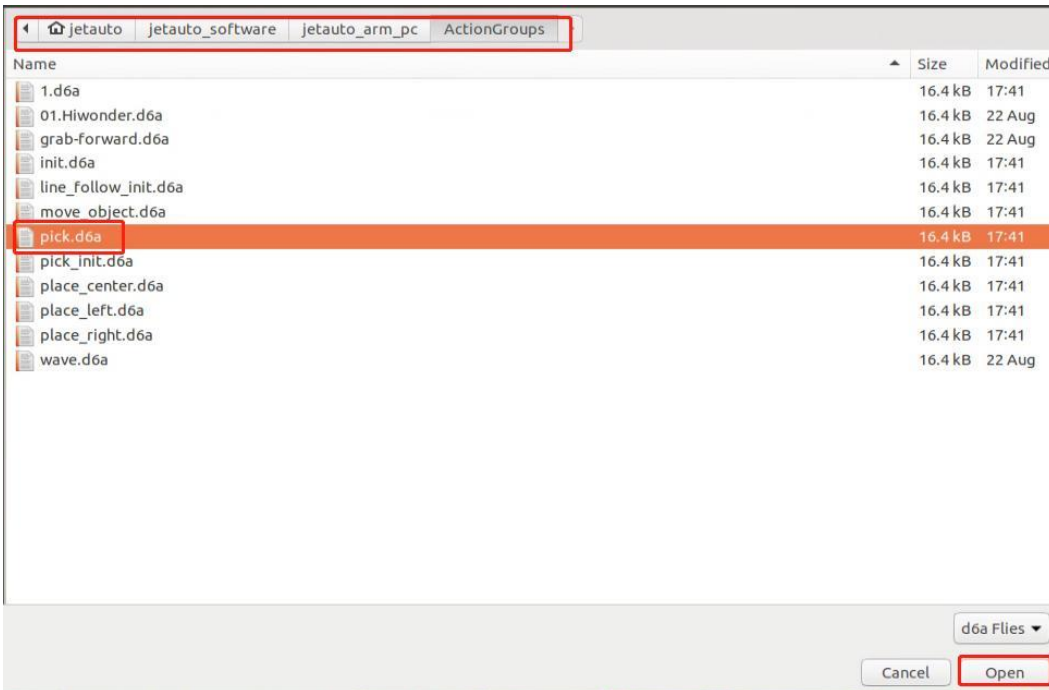 jetauto jetauto_software jetauto_arm_pc ActionGroups
Name Size Modified
1.d6a 16.4 kB 17:41
01.Hiwonder.d6a 16.4 kB 22 Aug
grab-forward.d6a 16.4 kB 22 Aug
init.d6a 16.4 kB 17:41
line_follow_init.d6a 16.4 kB 17:41
move_object.d6a 16.4 kB 17:41
pick.d6a 16.4 kB 17:41
pick_init.d6a 16.4 kB 17:41
place_center.d6a 16.4 kB 17:41
place_left.d6a 16.4 kB 17:41
place_right.d6a 16.4 kB 17:41
wave.d6a 16.4 kB 22 Aug
d6a Flies
Cancel Open